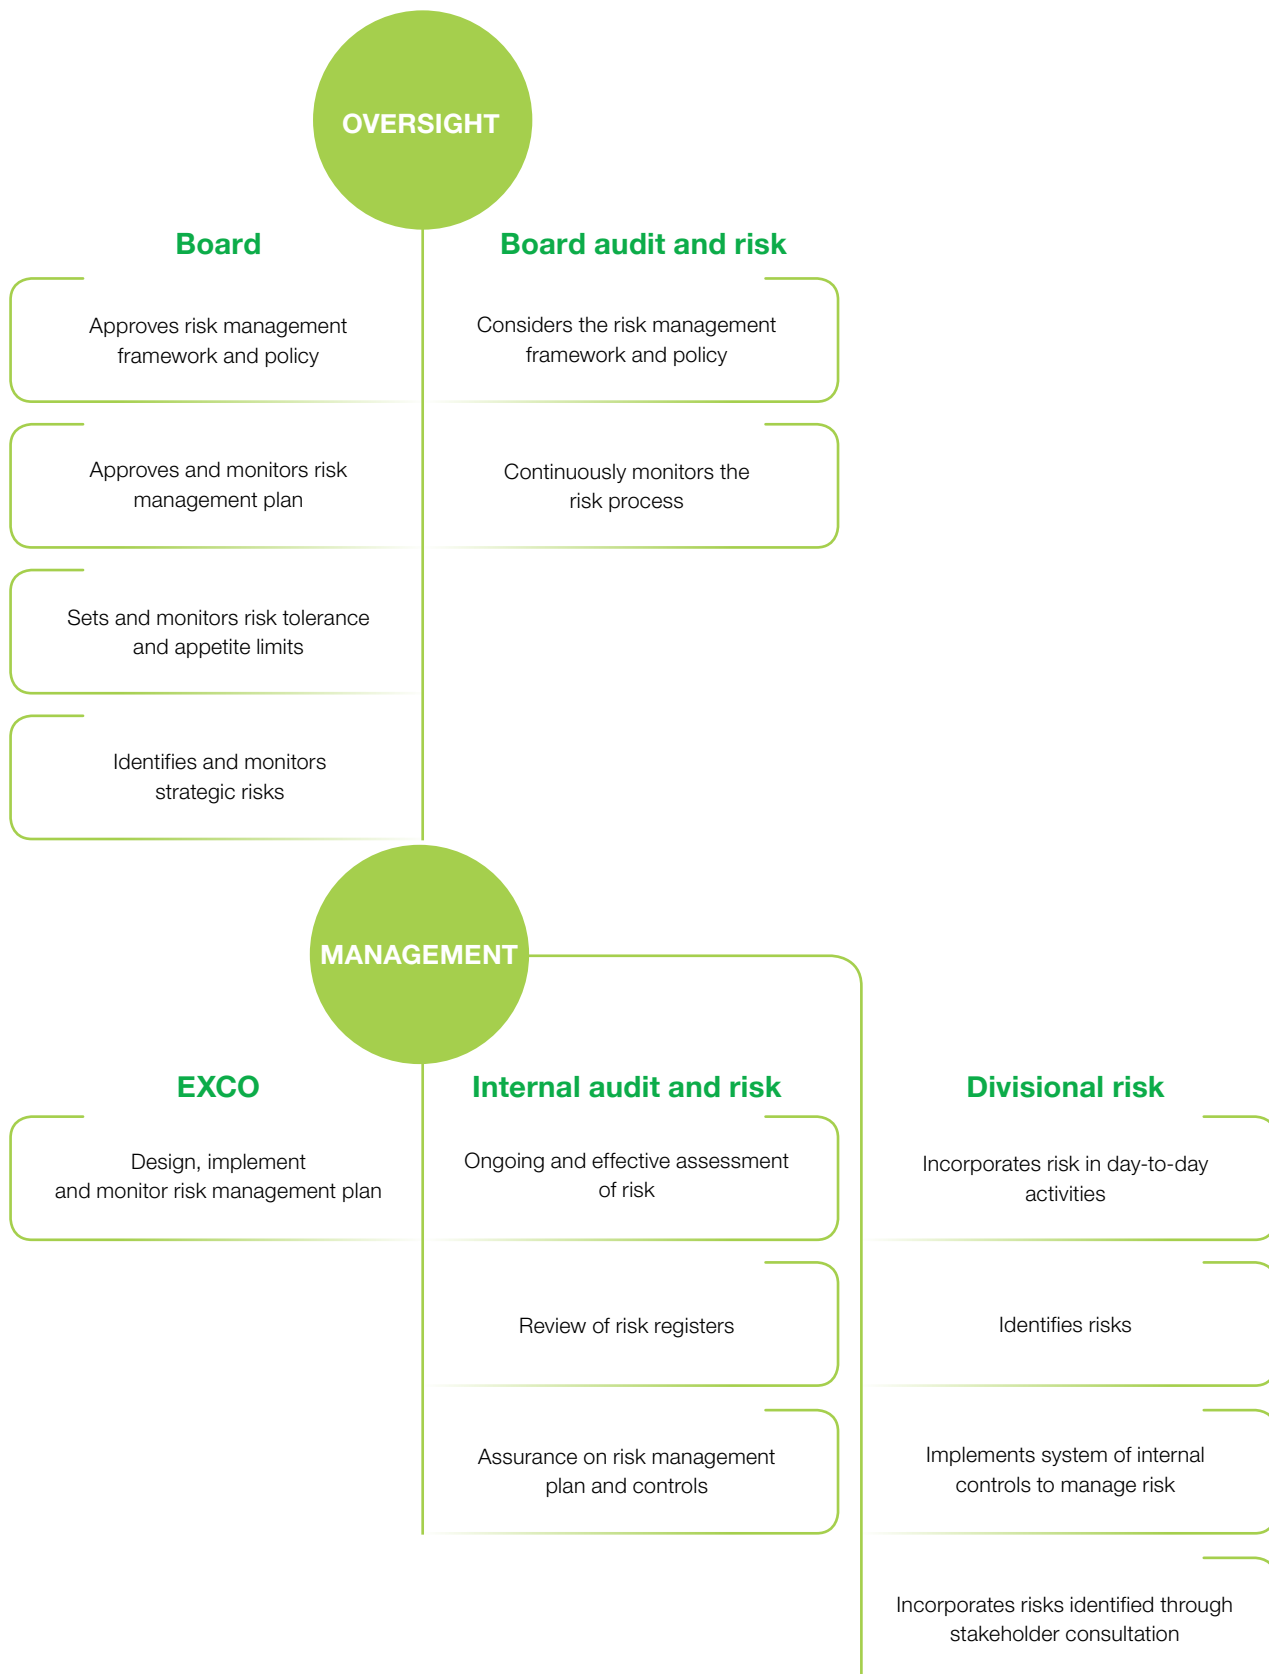 OVERSIGHT
Board
Approves risk management
framework and policy
Approves and monitors risk
management plan
Sets and monitors risk tolerance
and appetite limits
Identifies and monitors
strategic risks
Board audit and risk
Considers the risk management
framework and policy
Continuously monitors the
risk process
MANAGEMENT
EXCO
Design, implement
and monitor risk management plan
Internal audit and risk
Ongoing and effective assessment
of risk
Review of risk registers
Assurance on risk management
plan and controls
Divisional risk
Incorporates risk in day-to-day
activities
Identifies risks
Implements system of internal
controls to manage risk
Incorporates risks identified through
stakeholder consultation